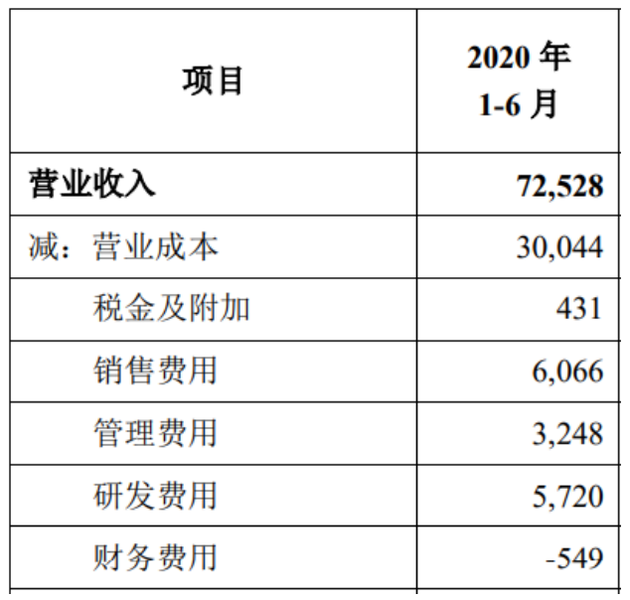 项目
2020 年
1-6 月
营业收入 72,528
减：营业成本 30,044
税金及附加 431
销售费用 6,066
管理费用 3,248
研发费用 5,720
财务费用 -549